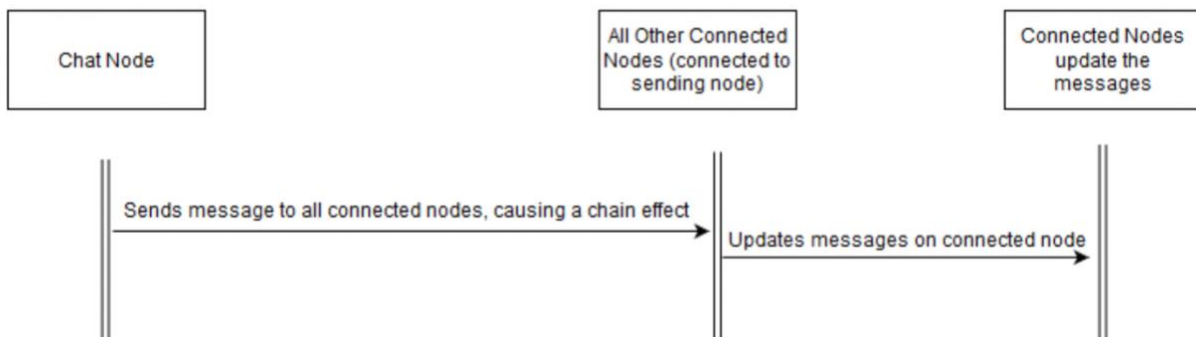 Chat Node
All Other Connected
Nodes (connected to
sending node)
Connected Nodes
update the
messages
Sends message to all connected nodes, causing a chain effect
Updates messages on connected node